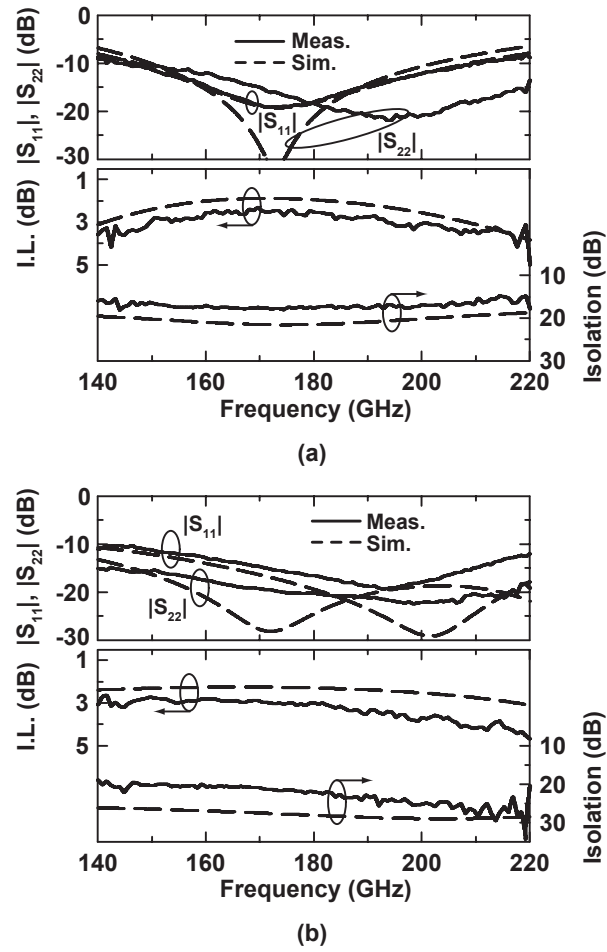 0
-10
-20
-30
|S11|, |S22| (dB)
Meas.
Sim.
|S11|
|S22|
1
3
5
I.L. (dB)
10
20
30
Isolation (dB)
140 160 180 200 220
Frequency (GHz)
(a)
0
-10
-20
-30
|S11|, |S22| (dB)
|S11|
Meas.
Sim.
|S22|
1
3
5
I.L. (dB)
10
20
30
Isolation (dB)
140 160 180 200 220
Frequency (GHz)
(b)